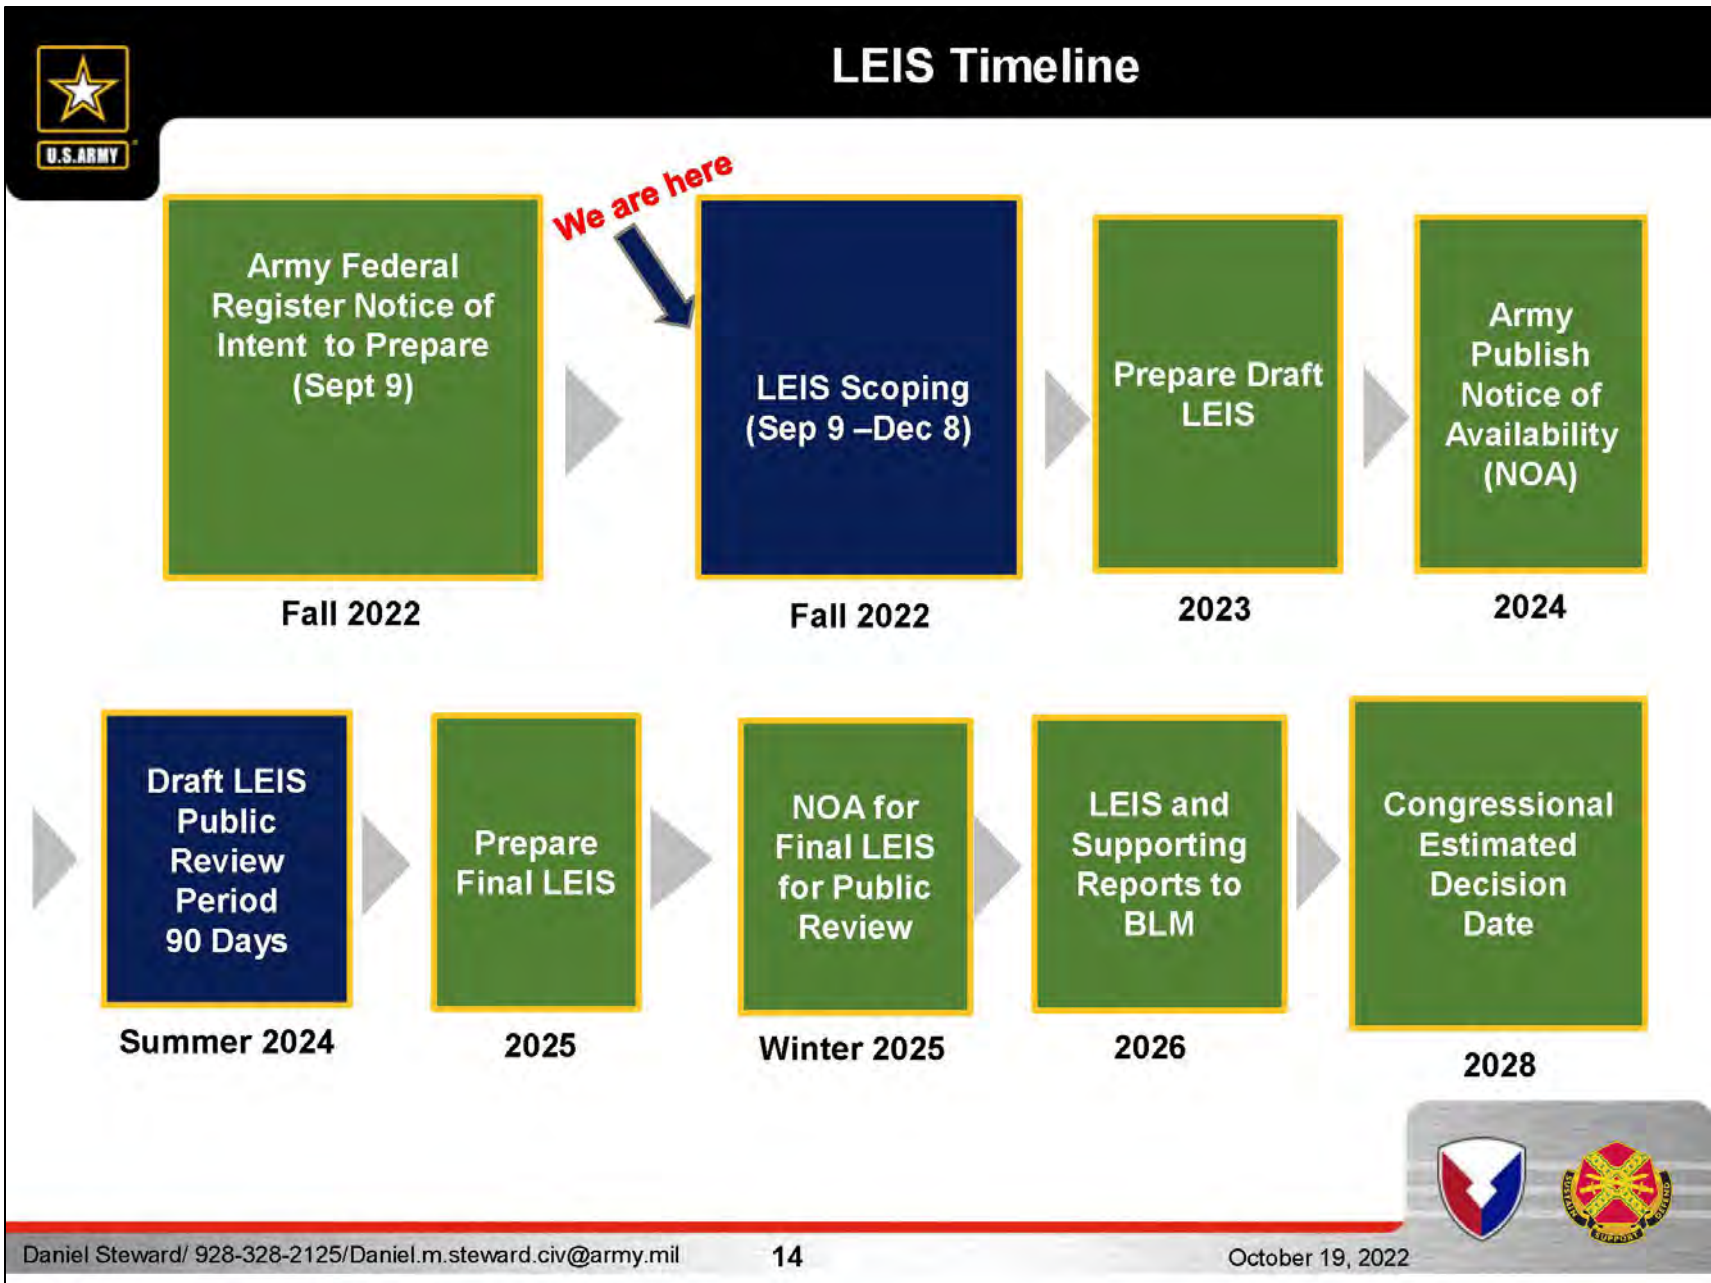 LEIS Timeline
U.S.ARMY
We are here
Army Federal
Register Notice of
Intent to Prepare
(Sept 9)
Fall 2022
LEIS Scoping
(Sep 9 –Dec 8)
Fall 2022
Prepare Draft
LEIS
2023
Army
Publish
Notice of
Availability
(NOA)
2024
Draft LEIS
Public
Review
Period
90 Days
Summer 2024
Prepare
Final LEIS
2025
NOA for
Final LEIS
for Public
Review
Winter 2025
LEIS and
Supporting
Reports to
BLM
2026
Congressional
Estimated
Decision
Date
2028
SUSTAIN
SUPPORT
DEFEND
Daniel Steward/ 928-328-2125/Daniel.m.steward.civ@army.mil
14
October 19, 2022